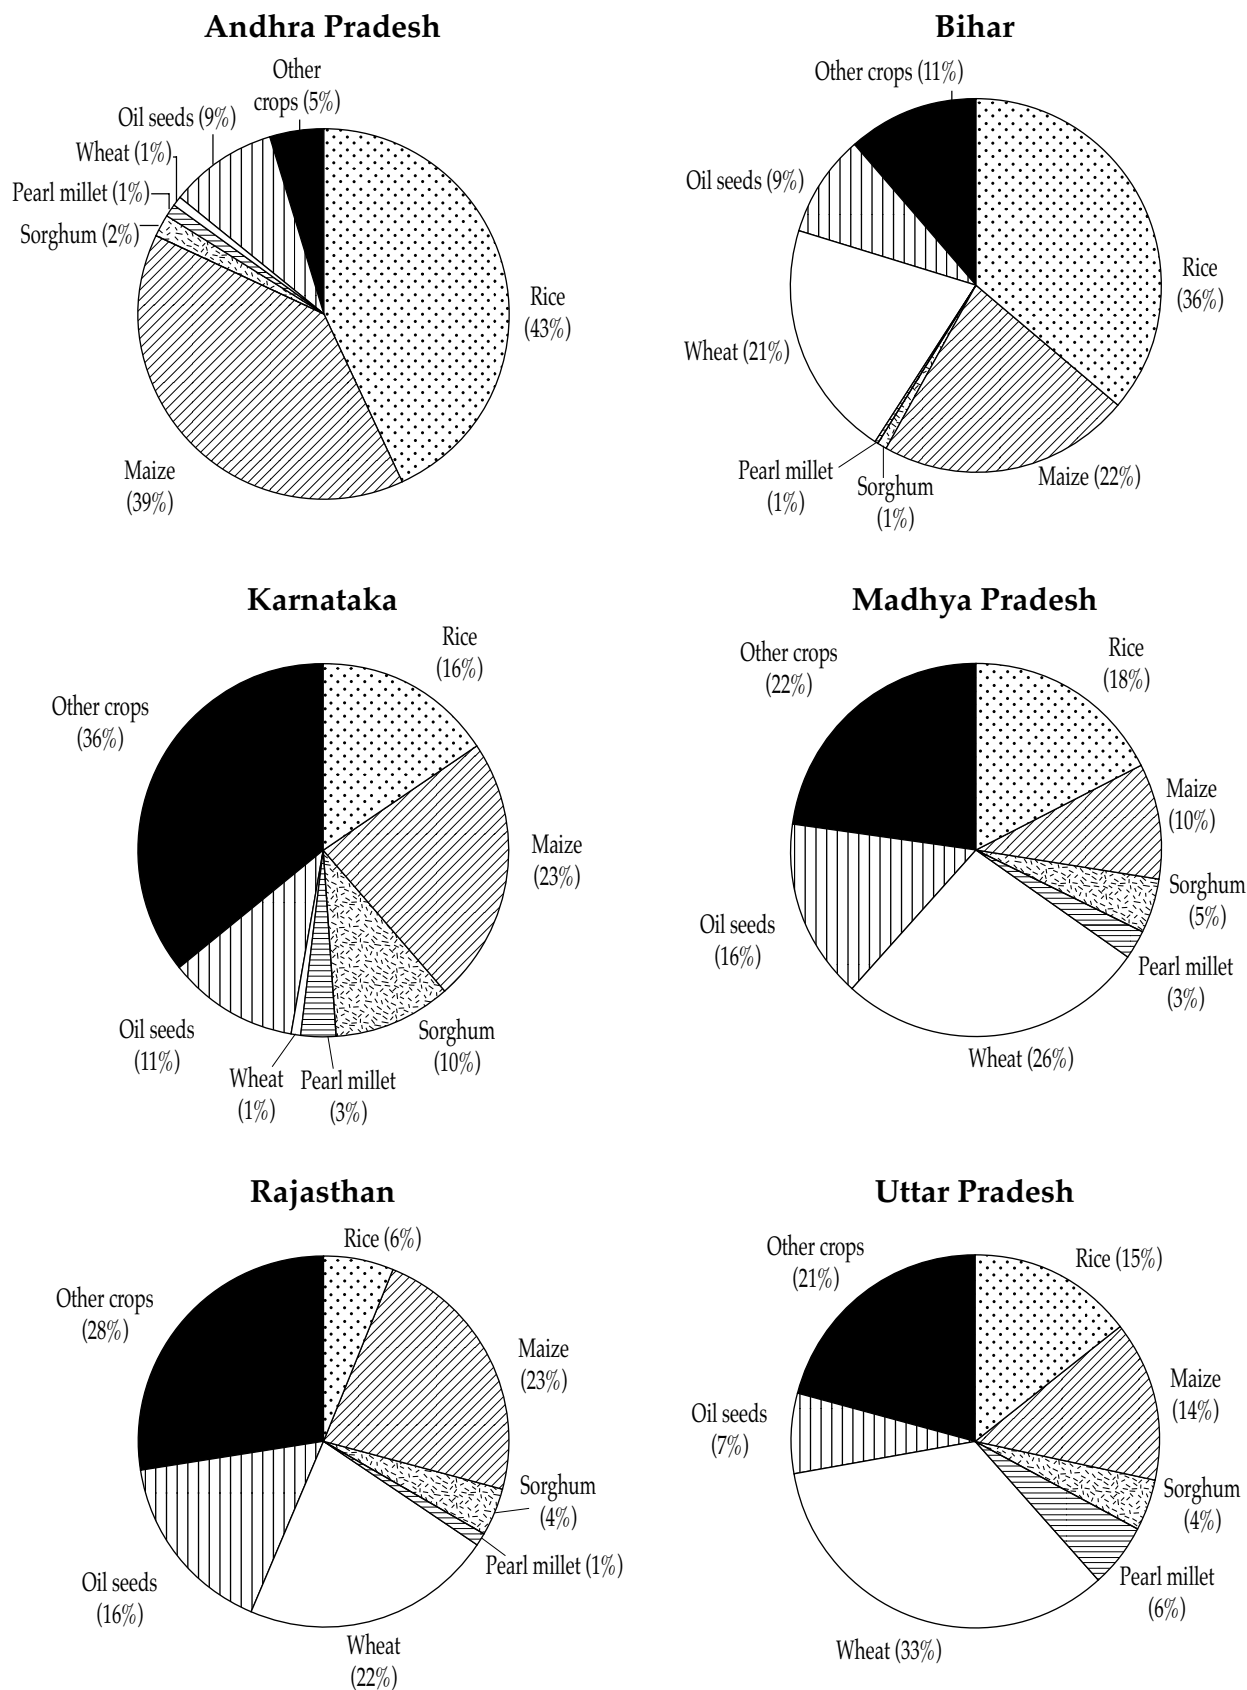 Andhra Pradesh
Other
crops (5%)
Oil seeds (9%)
Wheat (1%)
Pearl millet (1%)
Sorghum (2%)
Rice
(43%)
Maize
(39%)
Bihar
Other crops (11%)
Oil seeds (9%)
Rice
(36%)
Wheat (21%)
Pearl millet
(1%)
Sorghum
(1%)
Maize (22%)
Karnataka
Rice
(16%)
Other crops
(36%)
Maize
(23%)
Oil seeds
(11%)
Wheat
(1%)
Pearl millet
(3%)
Sorghum
(10%)
Madhya Pradesh
Other crops
(22%)
Rice
(18%)
Maize
(10%)
Sorghum
(5%)
Oil seeds
(16%)
Pearl millet
(3%)
Wheat (26%)
Rajasthan
Rice (6%)
Other crops
(28%)
Maize
(23%)
Sorghum
(4%)
Pearl millet (1%)
Oil seeds
(16%)
Wheat
(22%)
Uttar Pradesh
Other crops
(21%)
Rice (15%)
Maize
(14%)
Oil seeds
(7%)
Sorghum
(4%)
Pearl millet
(6%)
Wheat (33%)